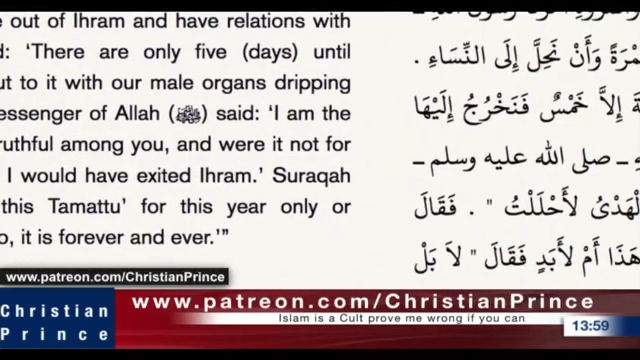 e out of Ihram and have relations with
d: 'There are only five (days) until
out to it with our male organs dripping
essenger of Allah (ﷺ) said: 'I am the
ruthful among you, and were it not for
I would have exited Ihram.' Suraqah
this Tamattu' for this year only or
o, it is forever and ever.'"
مْرَةً وَأَنْ نَحِلَّ إِلَى النِّسَاءِ .
ةَ إِلاَّ خَمْسٌ فَنَخْرُجُ إِلَيْهَا
ـ صلى الله عليه وسلم ـ
لْهَدْىُ لأَحْلَلْتُ " . فَقَالَ
هَذَا أَمْ لأَبَدٍ فَقَالَ " لاَ بَلْ
www.patreon.com/ChristianPrince
Christian
Prince
www.patreon.com/ChristianPrince
Islam is a Cult prove me wrong if you can
13:59